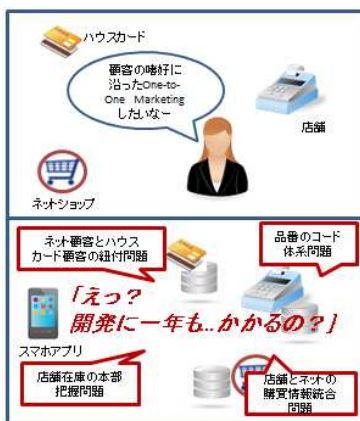 ハウスカード
顧客の嗜好に
沿ったOne-to-
One Marketing
したいなー
店舗
ネットショップ
ネット顧客とハウス
カード顧客の紐付問題
品番のコード
体系問題
「えっ？
開発に一年も...かかるの？」
スマホアプリ
店舗在庫の本部
把握問題
店舗とネットの
購買情報統合
問題